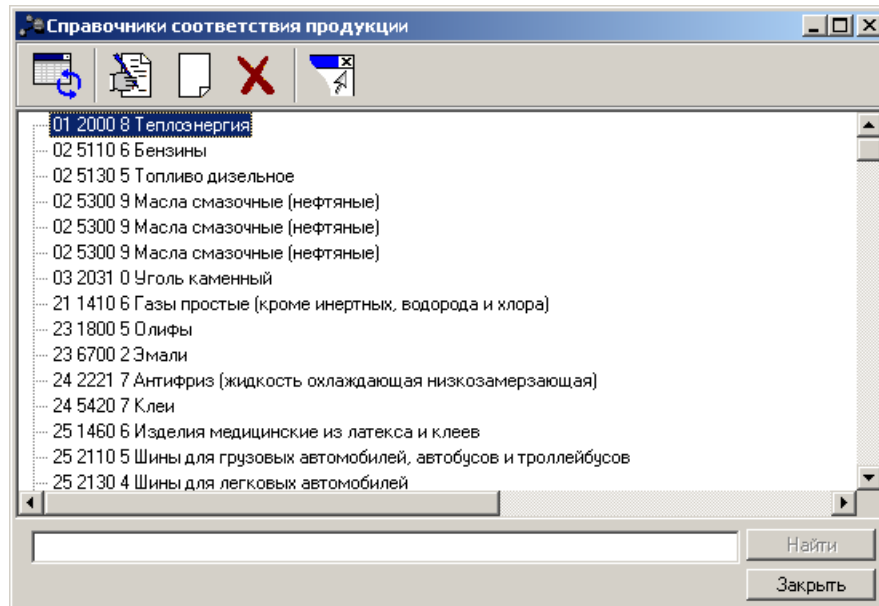 Справочники соответствия продукции
01 2000 8 Теплоэнергия
02 5110 6 Бензины
02 5130 5 Топливо дизельное
02 5300 9 Масла смазочные (нефтяные)
02 5300 9 Масла смазочные (нефтяные)
02 5300 9 Масла смазочные (нефтяные)
03 2031 0 Уголь каменный
21 1410 6 Газы простые (кроме инертных, водорода и хлора)
23 1800 5 Олифы
23 6700 2 Эмали
24 2221 7 Антифриз (жидкость охлаждающая низкозамерзающая)
24 5420 7 Клеи
25 1460 6 Изделия медицинские из латекса и клеев
25 2110 5 Шины для грузовых автомобилей, автобусов и троллейбусов
25 2130 4 Шины для легковых автомобилей
Найти
Закрыть